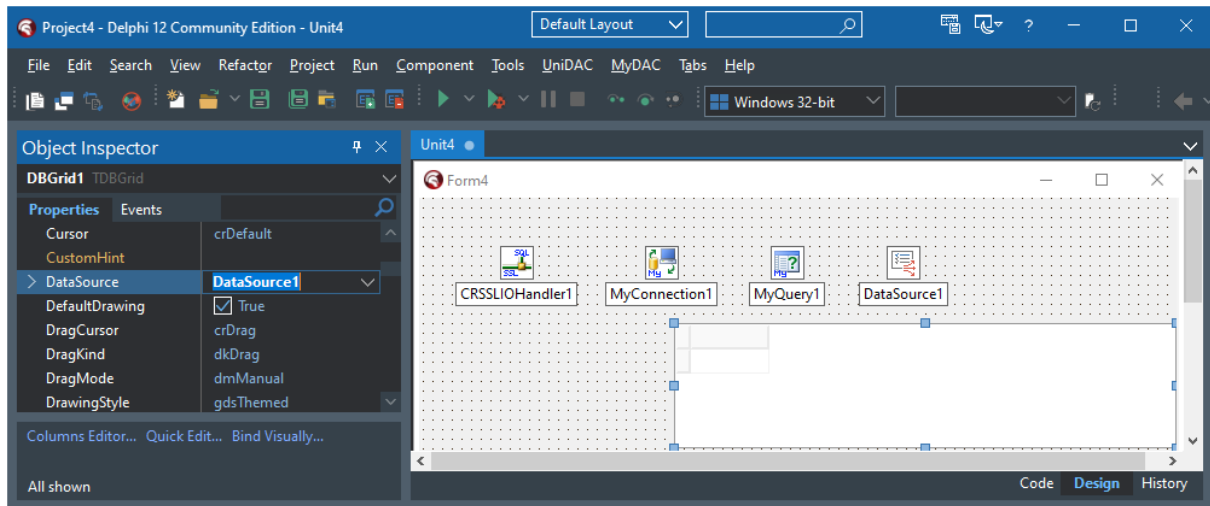 Project4 - Delphi 12 Community Edition - Unit4
Default Layout
?
File Edit Search View Refactor Project Run Component Tools UniDAC MyDAC Tabs Help
Windows 32-bit
Object Inspector
Unit4
DBGrid1 TDBGrid
Form4
Properties Events
Cursor crDefault
CustomHint
DataSource DataSource1
DefaultDrawing True
DragCursor crDrag
DragKind dkDrag
DragMode dmManual
DrawingStyle gdsThemed
SQL
SSL
My
My
?
CRSSLIOHandler1 MyConnection1 MyQuery1 DataSource1
Columns Editor... Quick Edit... Bind Visually...
All shown
Code Design History